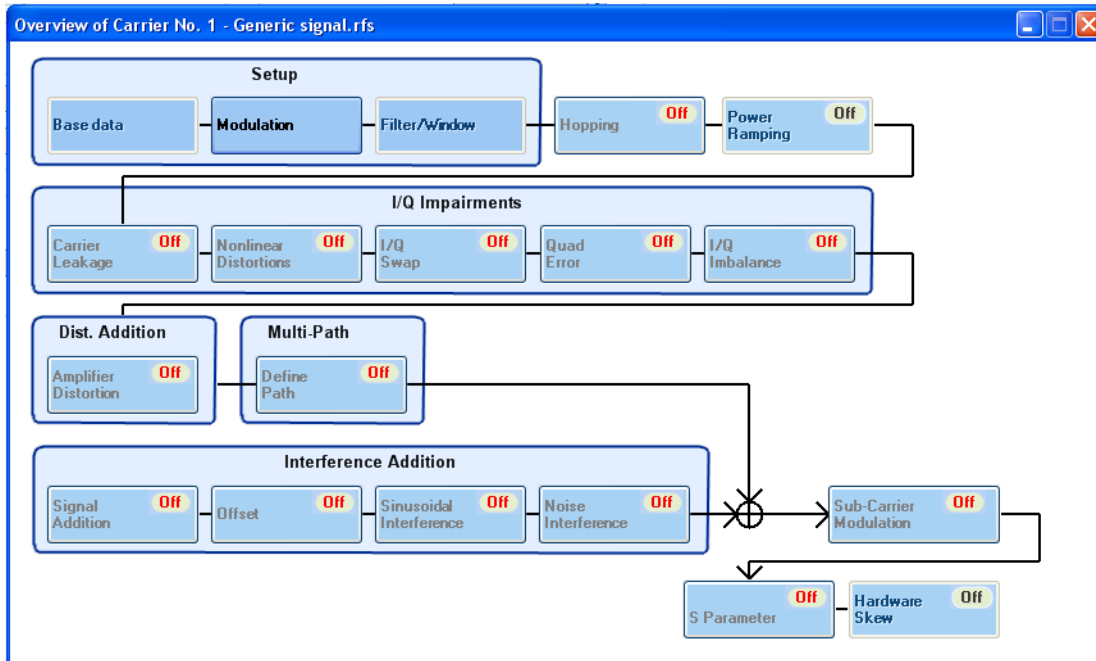 Overview of Carrier No. 1 - Generic signal.rfs
Setup
Base data
Modulation
Filter/Window
Hopping
Off
Power
Ramping
Off
I/Q Impairments
Carrier
Leakage
Off
Nonlinear
Distortions
Off
I/Q
Swap
Off
Quad
Error
Off
I/Q
Imbalance
Off
Dist. Addition
Amplifier
Distortion
Off
Multi-Path
Define
Path
Off
Interference Addition
Signal
Addition
Off
Offset
Off
Sinusoidal
Interference
Off
Noise
Interference
Off
Sub-Carrier
Modulation
Off
S Parameter
Off
Hardware
Skew
Off